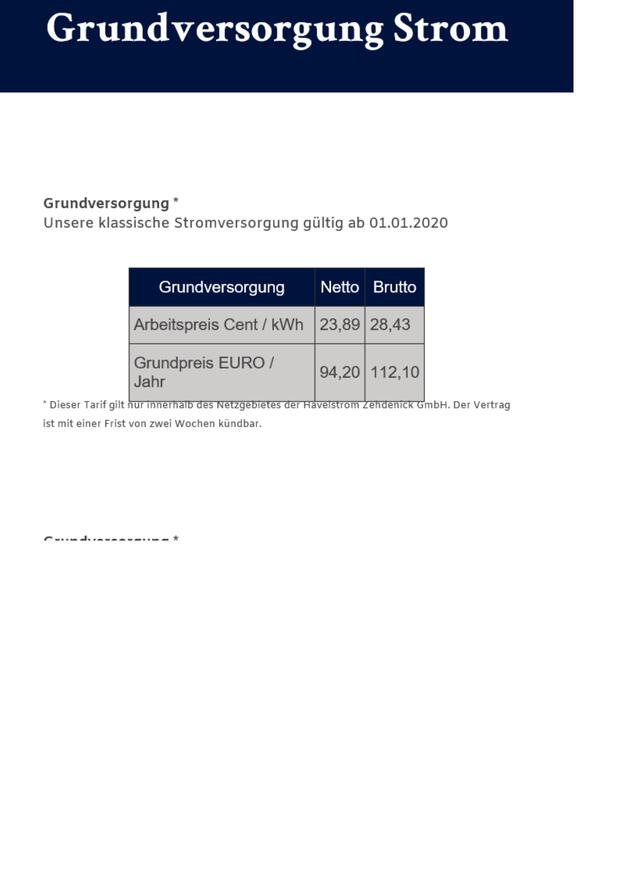 Grundversorgung Strom
Grundversorgung *
Unsere klassische Stromversorgung gültig ab 01.01.2020
Grundversorgung Netto Brutto
Arbeitspreis Cent / kWh 23,89 28,43
Grundpreis EURO /
Jahr 94,20 112,10
* Dieser Tarif gilt nur innerhalb des Netzgebietes der Havelstrom Zehdenick GmbH. Der Vertrag
ist mit einer Frist von zwei Wochen kündbar.
Grundversorgung *